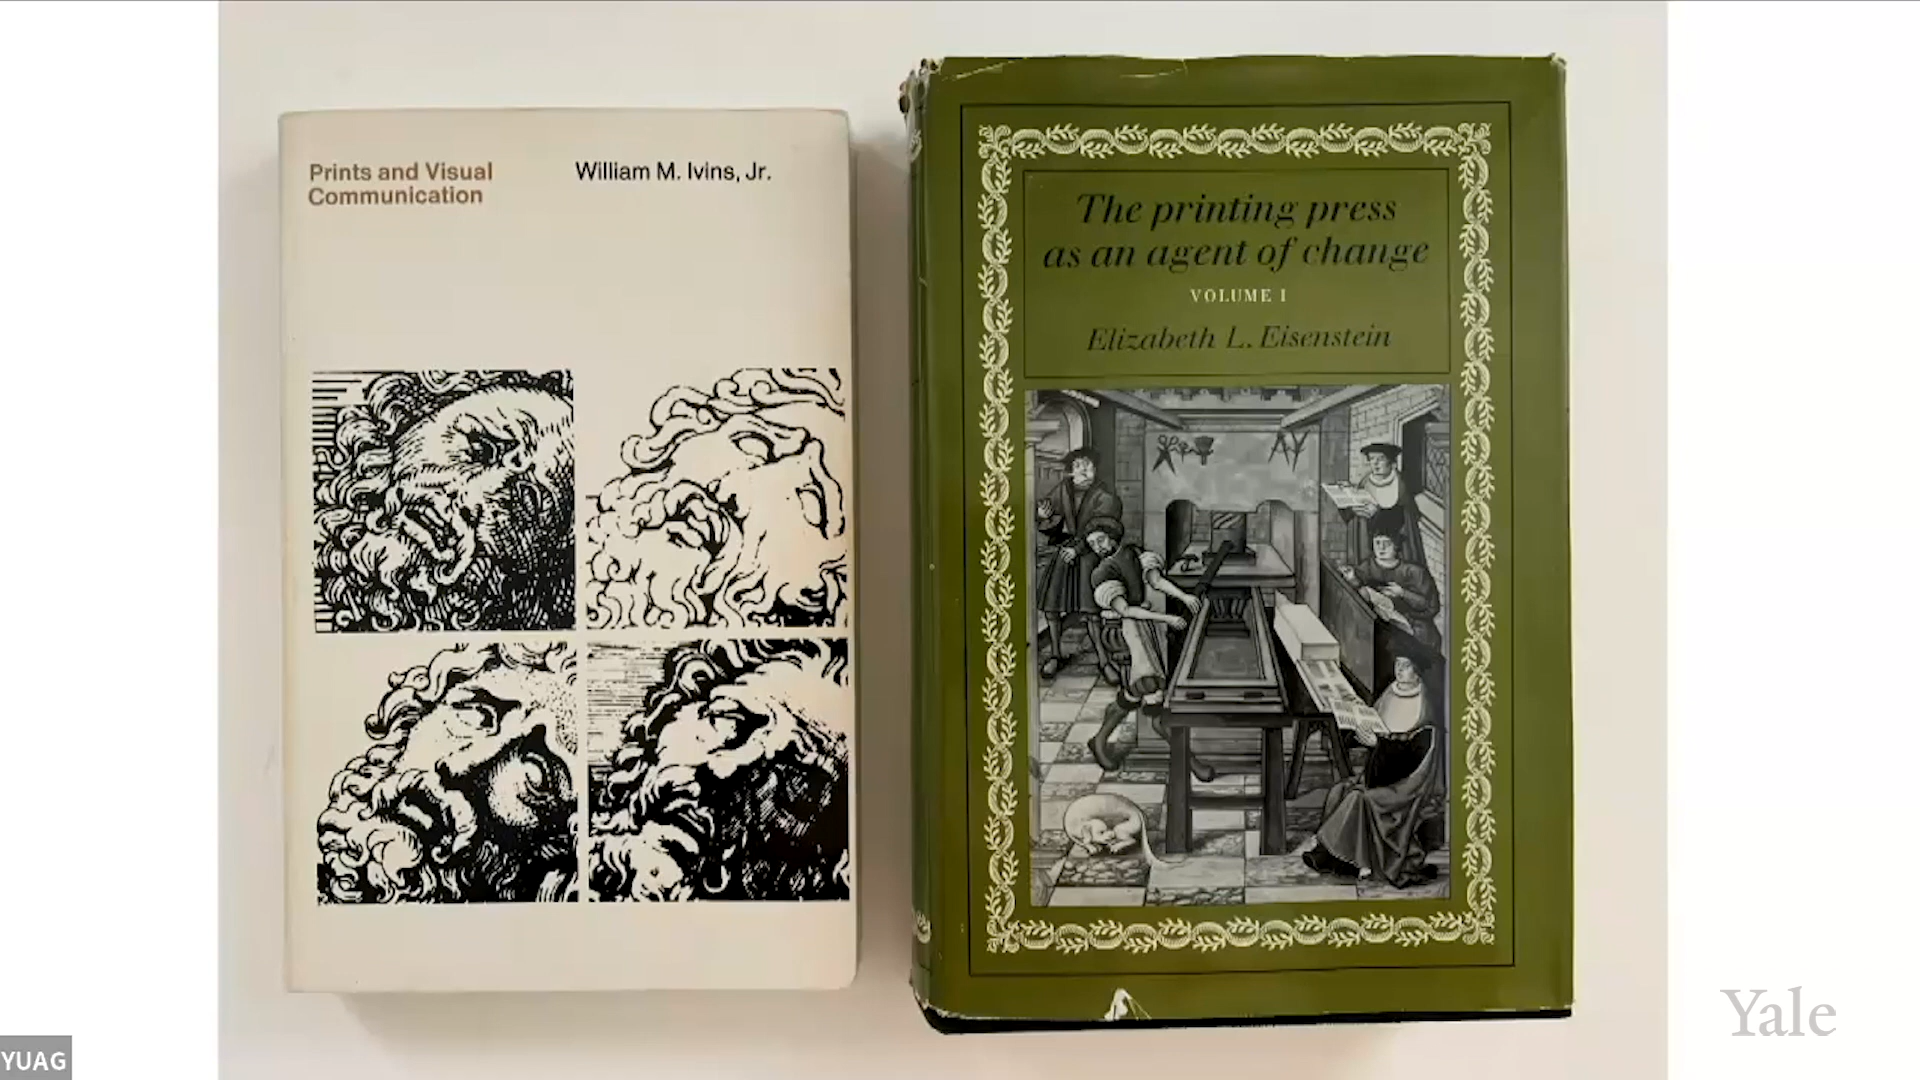 Prints and Visual
Communication
William M. Ivins, Jr.
The printing press
as an agent of change
VOLUME I
Elizabeth L. Eisenstein
Yale
YUAG